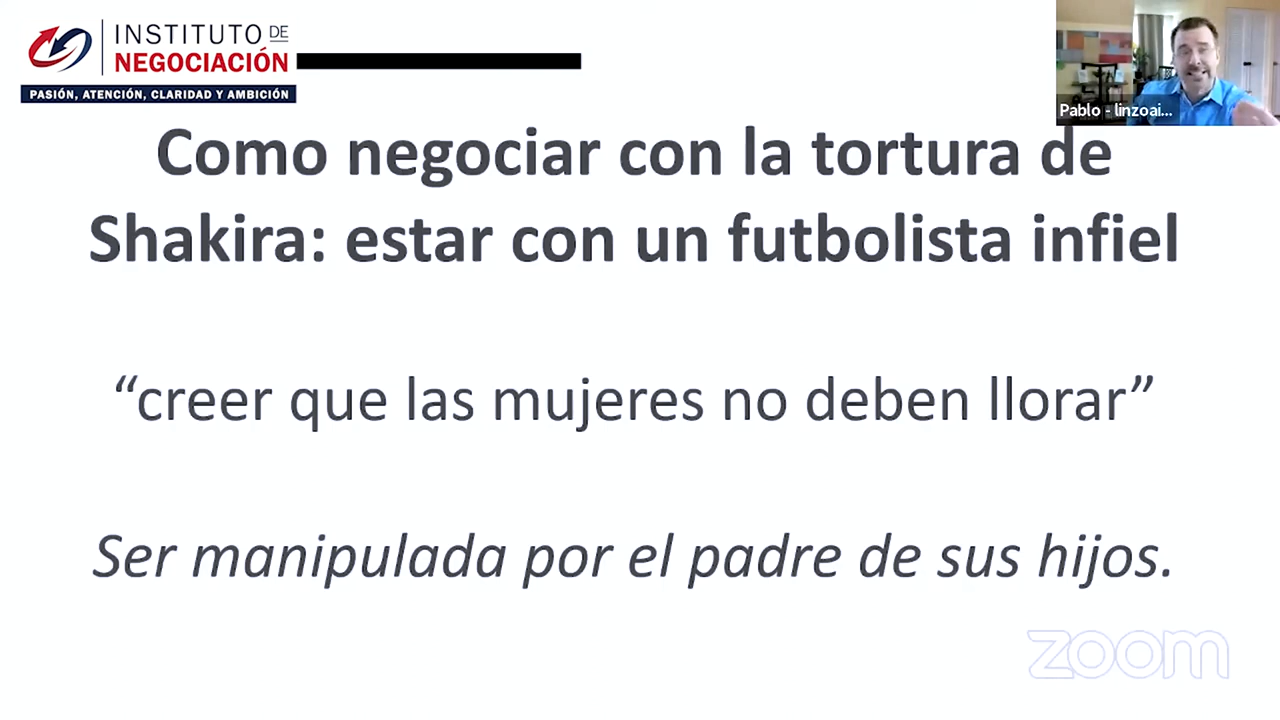 INSTITUTO DE
NEGOCIACIÓN
PASIÓN, ATENCIÓN, CLARIDAD Y AMBICIÓN
Pablo - linzoai...
Como negociar con la tortura de
Shakira: estar con un futbolista infiel
“creer que las mujeres no deben llorar”
Ser manipulada por el padre de sus hijos.
zoom